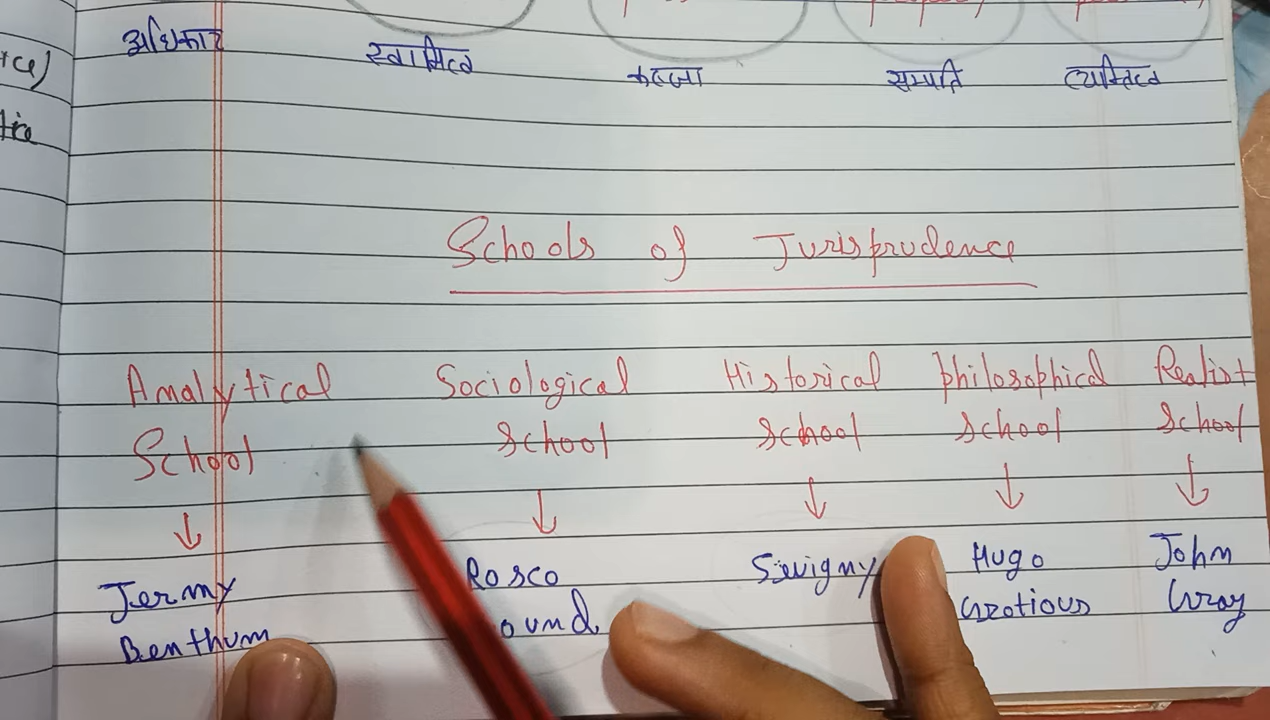 अधिकार स्वामित्व कब्जा सम्पत्ति व्यक्तित्व
Schools of Jurisprudence
Analytical Sociological Historical Philosophical Realist
School School School School School
↓ ↓ ↓ ↓ ↓
Jermy Rosco Savigny Hugo John
Benthum ound Grotious Gray